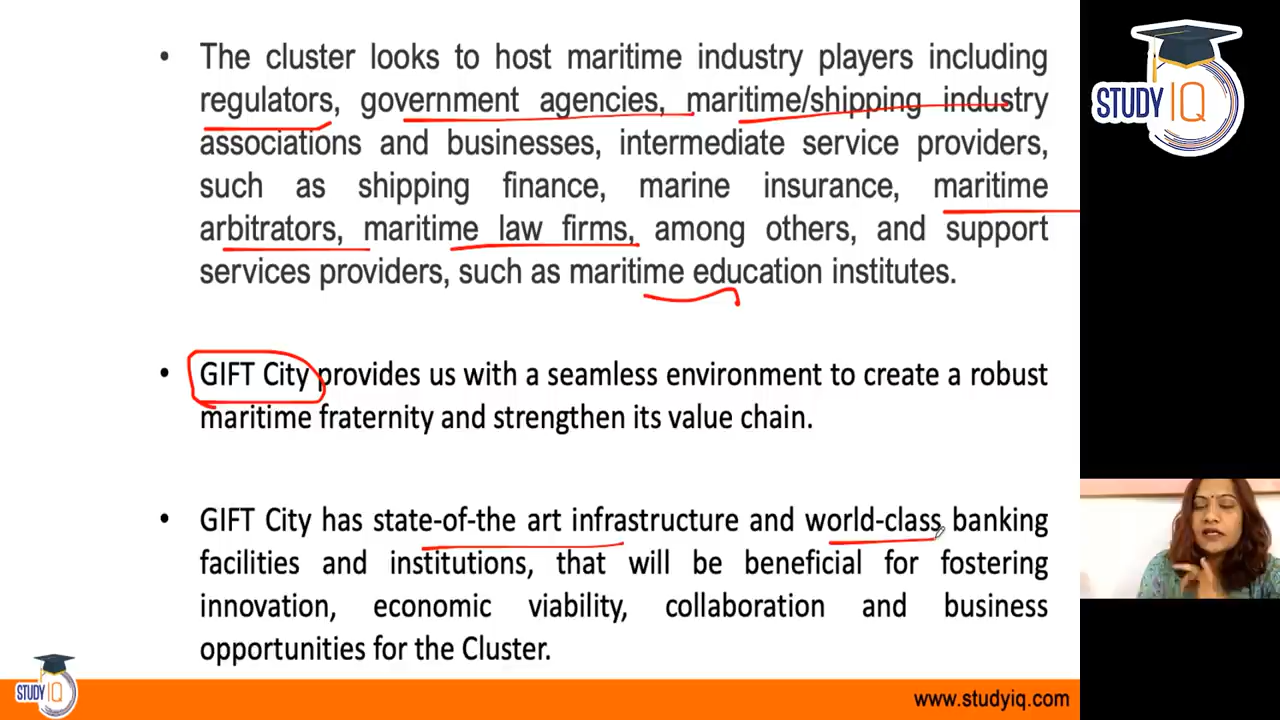 • The cluster looks to host maritime industry players including
regulators, government agencies, maritime/shipping industry
associations and businesses, intermediate service providers,
such as shipping finance, marine insurance, maritime
arbitrators, maritime law firms, among others, and support
services providers, such as maritime education institutes.
• GIFT City provides us with a seamless environment to create a robust
maritime fraternity and strengthen its value chain.
• GIFT City has state-of-the art infrastructure and world-class banking
facilities and institutions, that will be beneficial for fostering
innovation, economic viability, collaboration and business
opportunities for the Cluster.
STUDY IQ
STUDY IQ
www.studyiq.com